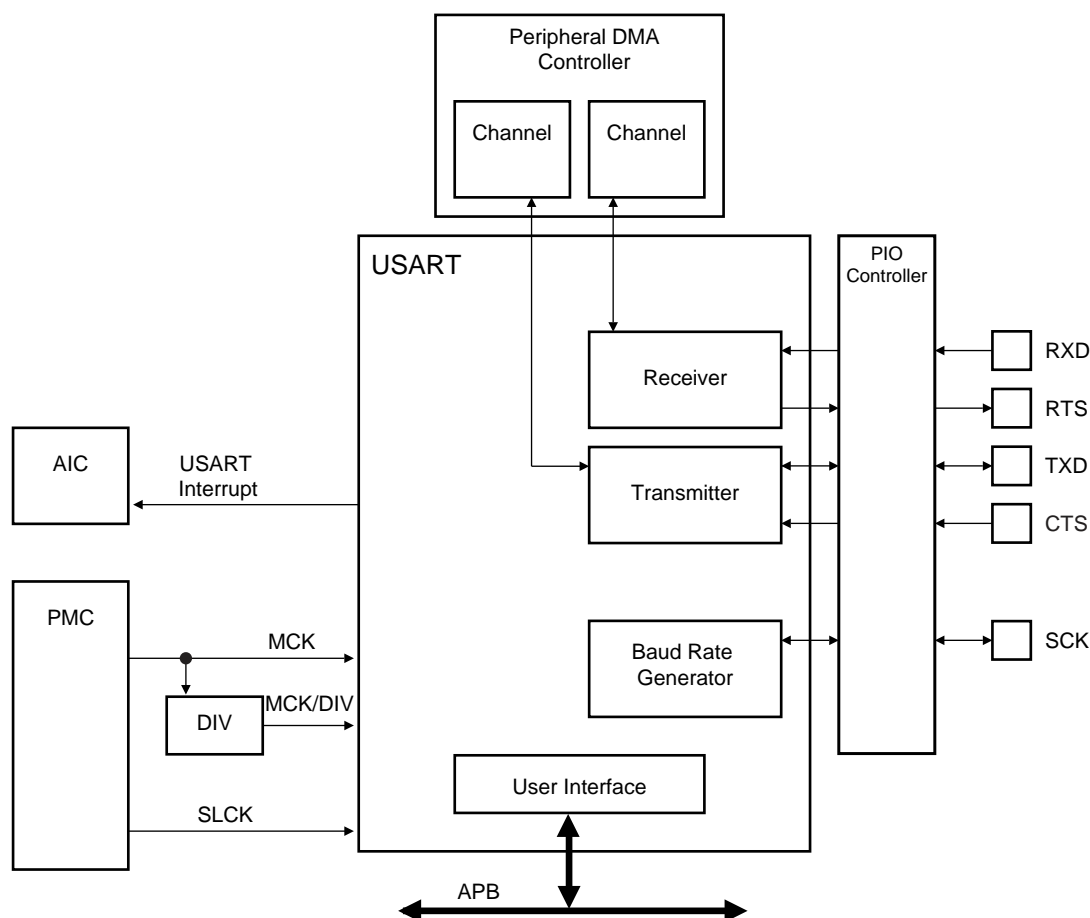 Peripheral DMA
Controller
Channel
Channel
USART
PIO
Controller
Receiver
RXD
RTS
AIC
USART
Interrupt
Transmitter
TXD
CTS
PMC
MCK
Baud Rate
Generator
SCK
MCK/DIV
DIV
User Interface
SLCK
APB